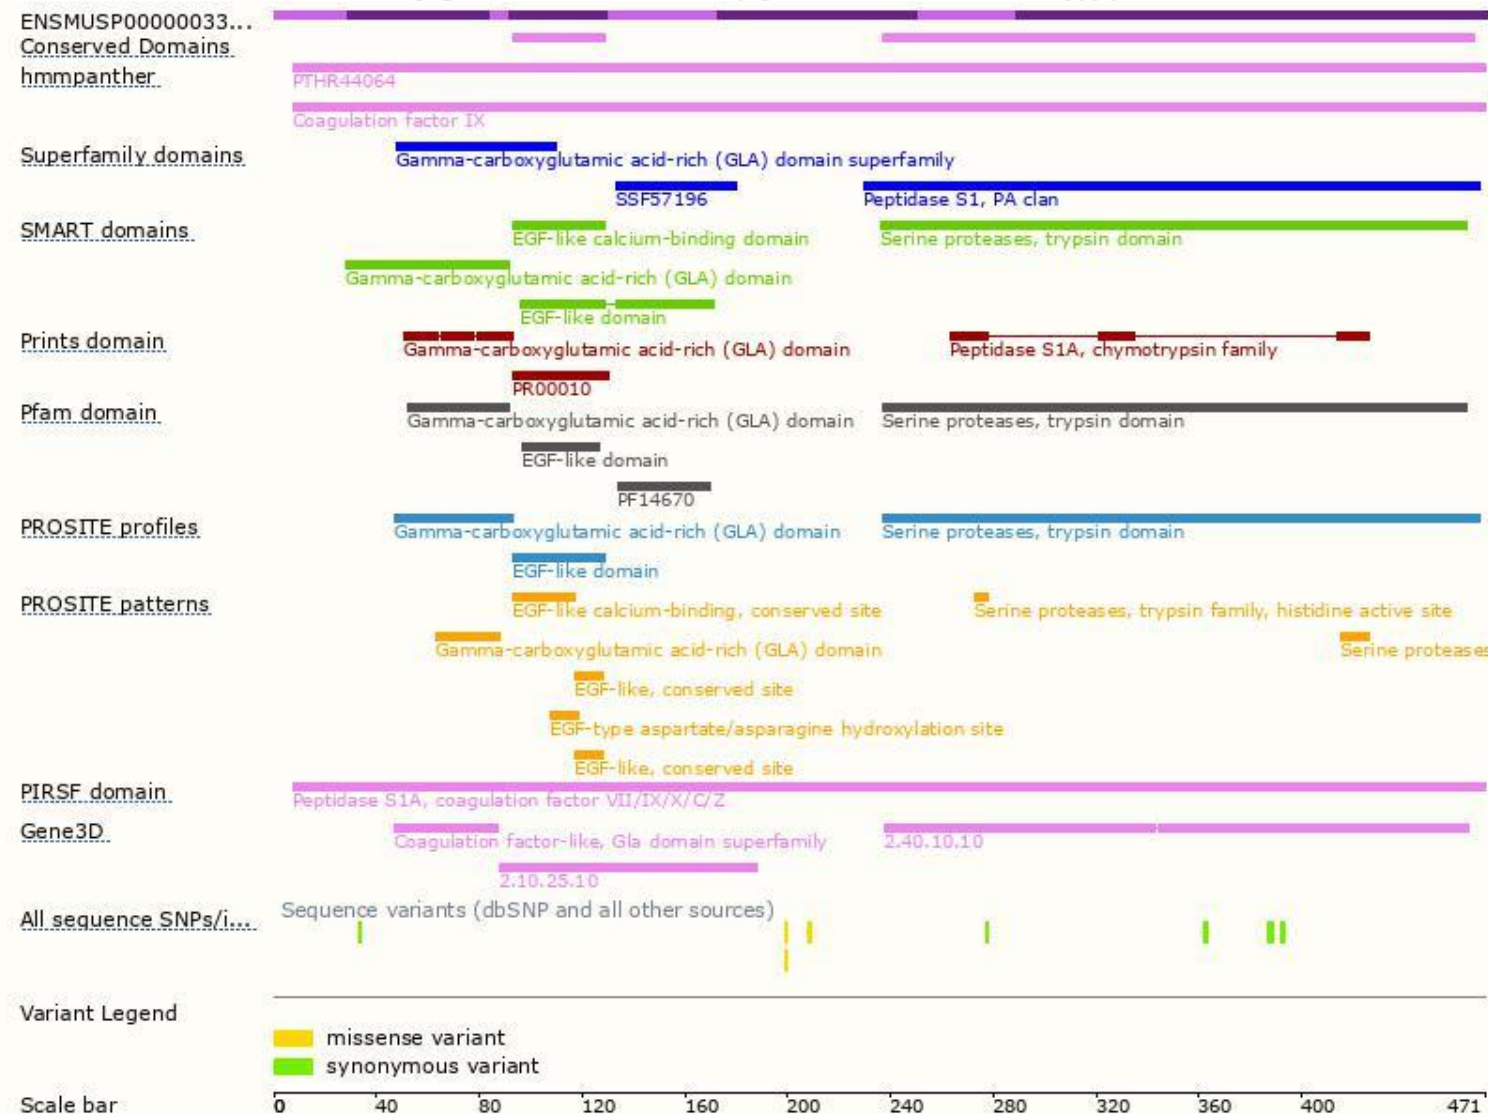 ENSMUSP00000033...
Conserved Domains
hmmpanther
PTHR44064
Coagulation factor IX
Superfamily domains
Gamma-carboxyglutamic acid-rich (GLA) domain superfamily
SSF57196 Peptidase S1, PA clan
SMART domains
EGF-like calcium-binding domain Serine proteases, trypsin domain
Gamma-carboxyglutamic acid-rich (GLA) domain
EGF-like domain
Prints domain
Gamma-carboxyglutamic acid-rich (GLA) domain Peptidase S1A, chymotrypsin family
PR00010
Pfam domain
Gamma-carboxyglutamic acid-rich (GLA) domain Serine proteases, trypsin domain
EGF-like domain
PF14670
PROSITE profiles
Gamma-carboxyglutamic acid-rich (GLA) domain Serine proteases, trypsin domain
EGF-like domain
PROSITE patterns
EGF-like calcium-binding, conserved site Serine proteases, trypsin family, histidine active site
Gamma-carboxyglutamic acid-rich (GLA) domain Serine proteases
EGF-like, conserved site
EGF-type aspartate/asparagine hydroxylation site
EGF-like, conserved site
PIRSF domain
Peptidase S1A, coagulation factor VII/IX/X/C/Z
Gene3D
Coagulation factor-like, Gla domain superfamily 2.40.10.10
2.10.25.10
All sequence SNPs/i...
Sequence variants (dbSNP and all other sources)
Variant Legend
missense variant
synonymous variant
Scale bar 0 40 80 120 160 200 240 280 320 360 400 471